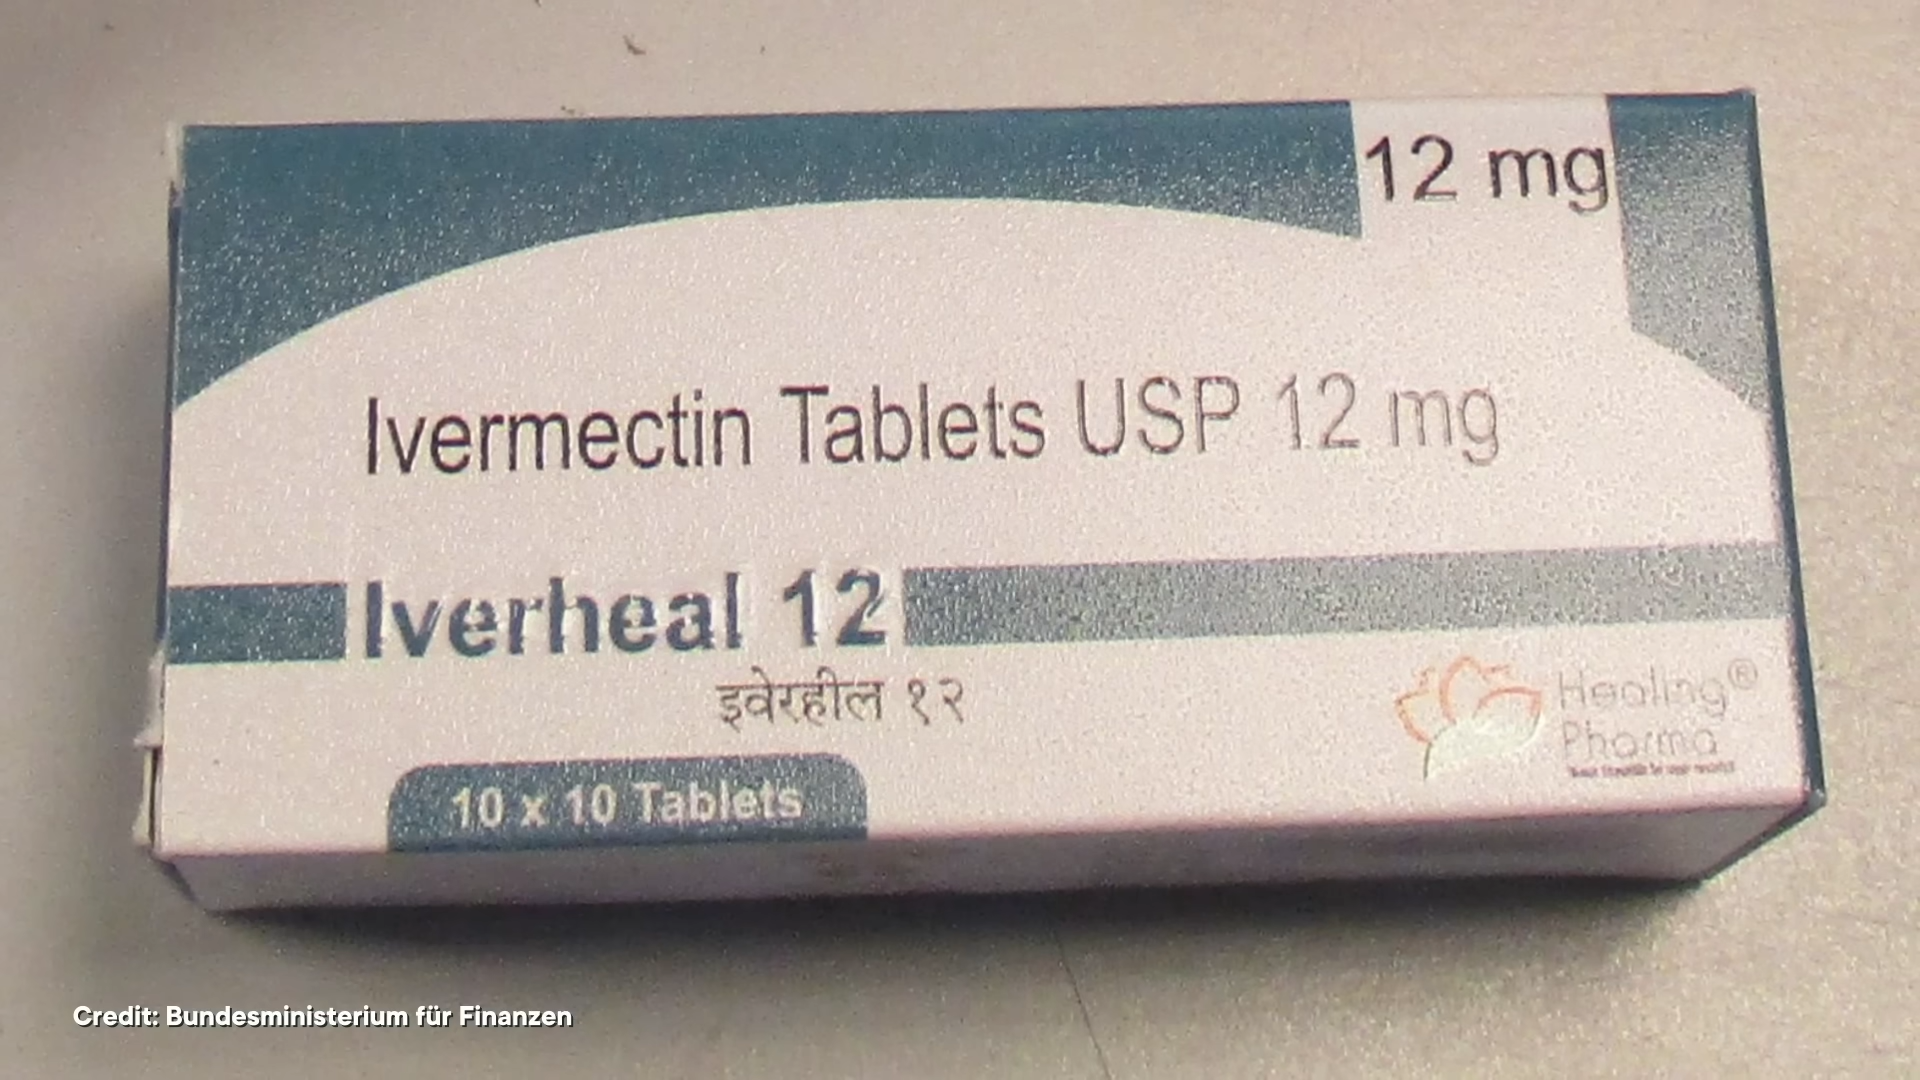 12 mg
Ivermectin Tablets USP 12 mg
Iverheal 12
इवेरहील १२
10 x 10 Tablets
Healing®
Pharma
Credit: Bundesministerium für Finanzen